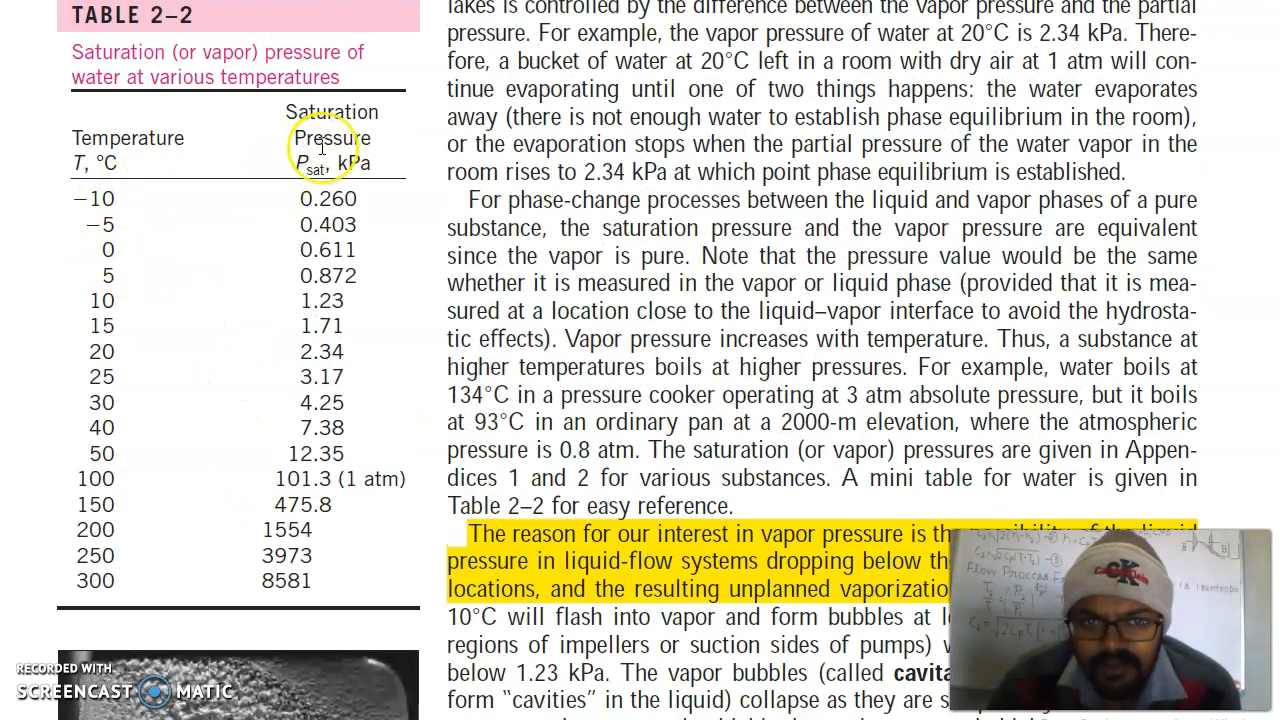 TABLE 2–2
Saturation (or vapor) pressure of
water at various temperatures
Saturation
Temperature Pressure
T, °C Psat, kPa
−10 0.260
−5 0.403
0 0.611
5 0.872
10 1.23
15 1.71
20 2.34
25 3.17
30 4.25
40 7.38
50 12.35
100 101.3 (1 atm)
150 475.8
200 1554
250 3973
300 8581
lakes is controlled by the difference between the vapor pressure and the partial
pressure. For example, the vapor pressure of water at 20°C is 2.34 kPa. There-
fore, a bucket of water at 20°C left in a room with dry air at 1 atm will con-
tinue evaporating until one of two things happens: the water evaporates
away (there is not enough water to establish phase equilibrium in the room),
or the evaporation stops when the partial pressure of the water vapor in the
room rises to 2.34 kPa at which point phase equilibrium is established.
For phase-change processes between the liquid and vapor phases of a pure
substance, the saturation pressure and the vapor pressure are equivalent
since the vapor is pure. Note that the pressure value would be the same
whether it is measured in the vapor or liquid phase (provided that it is mea-
sured at a location close to the liquid–vapor interface to avoid the hydrosta-
tic effects). Vapor pressure increases with temperature. Thus, a substance at
higher temperatures boils at higher pressures. For example, water boils at
134°C in a pressure cooker operating at 3 atm absolute pressure, but it boils
at 93°C in an ordinary pan at a 2000-m elevation, where the atmospheric
pressure is 0.8 atm. The saturation (or vapor) pressures are given in Appen-
dices 1 and 2 for various substances. A mini table for water is given in
Table 2–2 for easy reference.
The reason for our interest in vapor pressure is the possibility of the liquid
pressure in liquid-flow systems dropping below th
locations, and the resulting unplanned vaporizatio
10°C will flash into vapor and form bubbles at l
regions of impellers or suction sides of pumps)
below 1.23 kPa. The vapor bubbles (called cavita
form “cavities” in the liquid) collapse as they are s
RECORDED WITH
SCREENCAST MATIC
Flow Process
CK